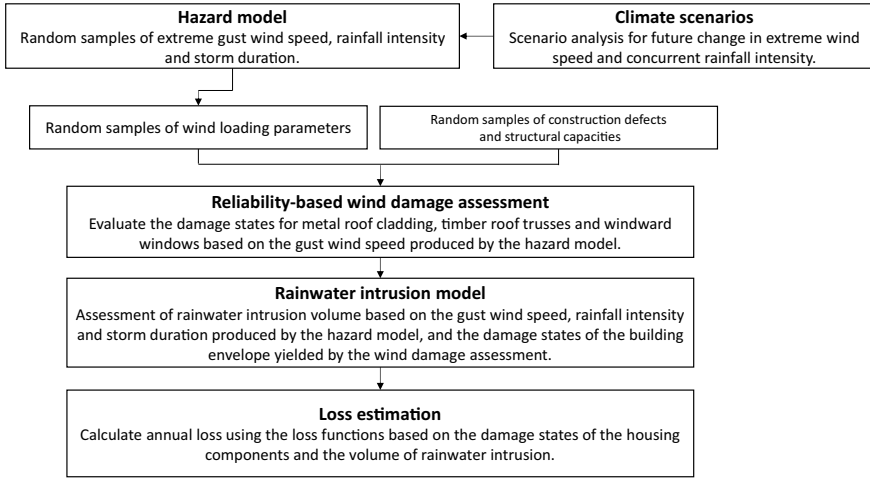 Hazard model
Random samples of extreme gust wind speed, rainfall intensity
and storm duration.
Climate scenarios
Scenario analysis for future change in extreme wind
speed and concurrent rainfall intensity.
Random samples of wind loading parameters
Random samples of construction defects
and structural capacities
Reliability-based wind damage assessment
Evaluate the damage states for metal roof cladding, timber roof trusses and windward
windows based on the gust wind speed produced by the hazard model.
Rainwater intrusion model
Assessment of rainwater intrusion volume based on the gust wind speed, rainfall intensity
and storm duration produced by the hazard model, and the damage states of the building
envelope yielded by the wind damage assessment.
Loss estimation
Calculate annual loss using the loss functions based on the damage states of the housing
components and the volume of rainwater intrusion.